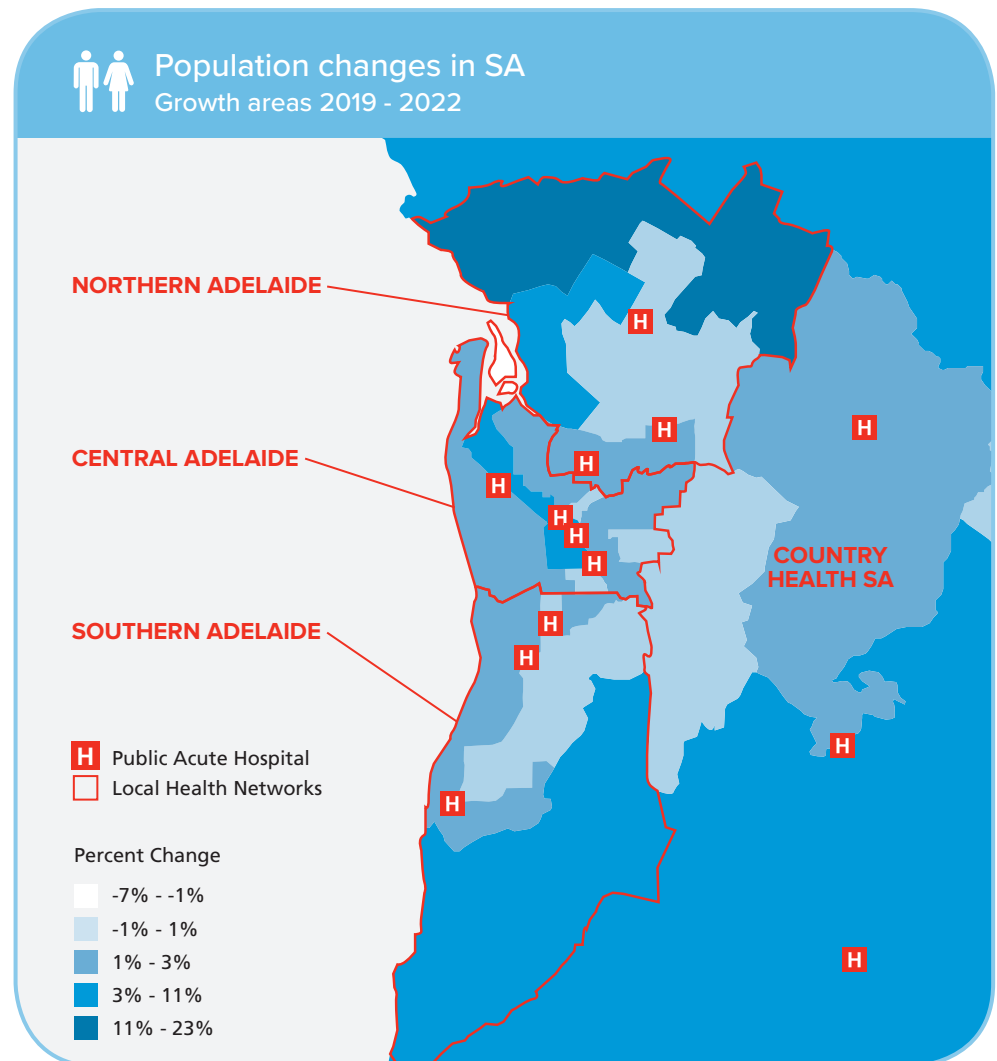 Population changes in SA
Growth areas 2019 - 2022
NORTHERN ADELAIDE
H
H
H
H
CENTRAL ADELAIDE
H
H
H
H
COUNTRY
HEALTH SA
SOUTHERN ADELAIDE
H
H
H
H
H
H Public Acute Hospital
Local Health Networks
Percent Change
-7% - -1%
-1% - 1%
1% - 3%
3% - 11%
11% - 23%